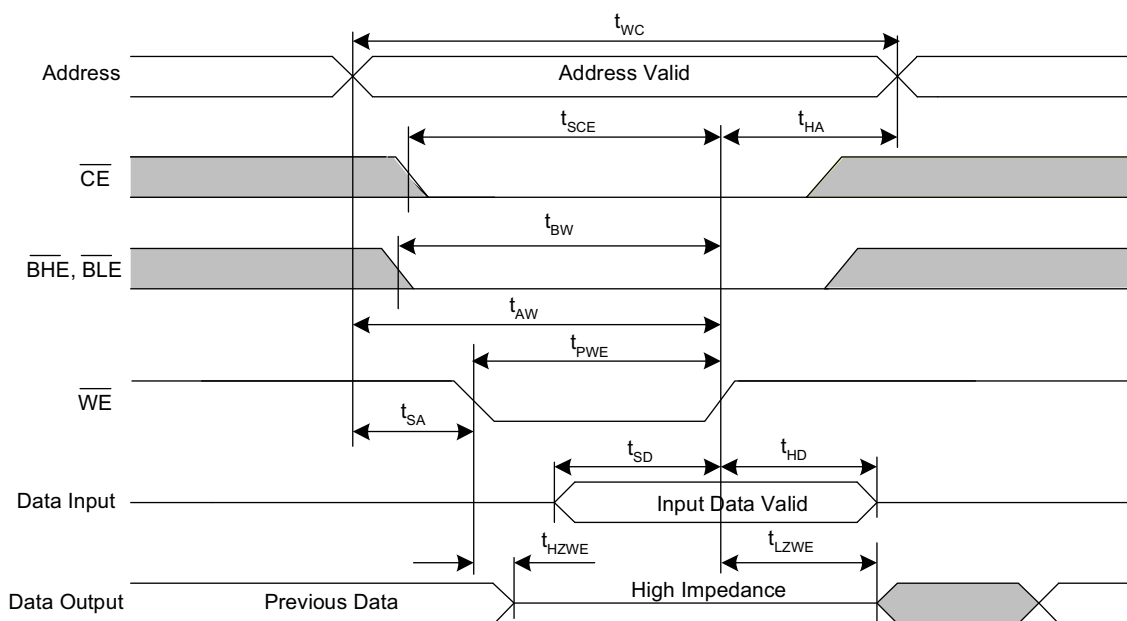 tWC
Address
Address Valid
tSCE
tHA
CE
tBW
BHE, BLE
tAW
tPWE
WE
tSA
tSD
tHD
Data Input
Input Data Valid
tHZWE
tLZWE
Data Output
Previous Data
High Impedance